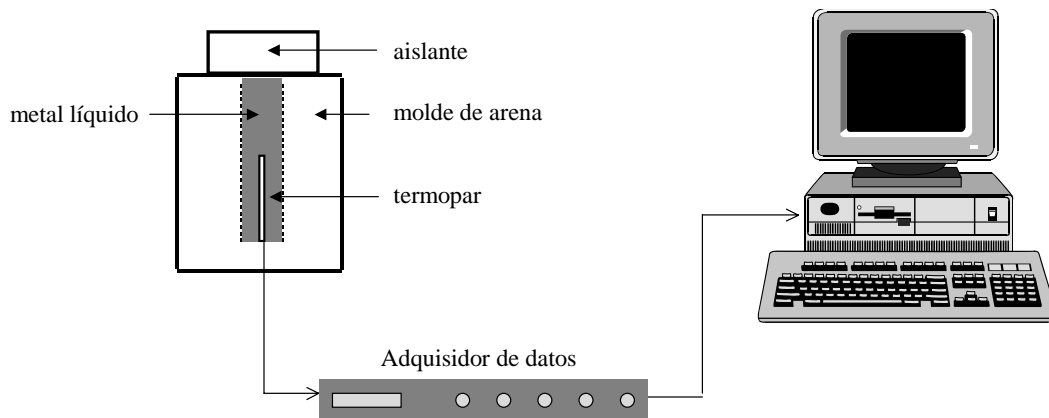 aislante
metal líquido
molde de arena
termopar
Adquisidor de datos